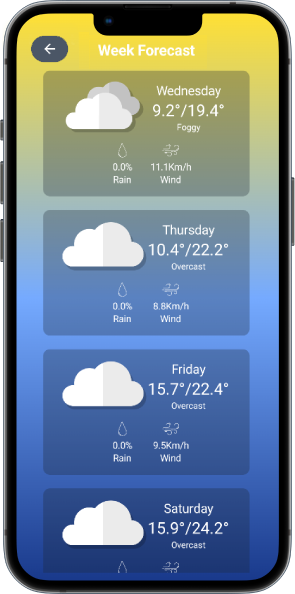 Week Forecast
Wednesday
9.2°/19.4°
Foggy
0.0% 11.1Km/h
Rain Wind
Thursday
10.4°/22.2°
Overcast
0.0% 8.8Km/h
Rain Wind
Friday
15.7°/22.4°
Overcast
0.0% 9.5Km/h
Rain Wind
Saturday
15.9°/24.2°
Overcast